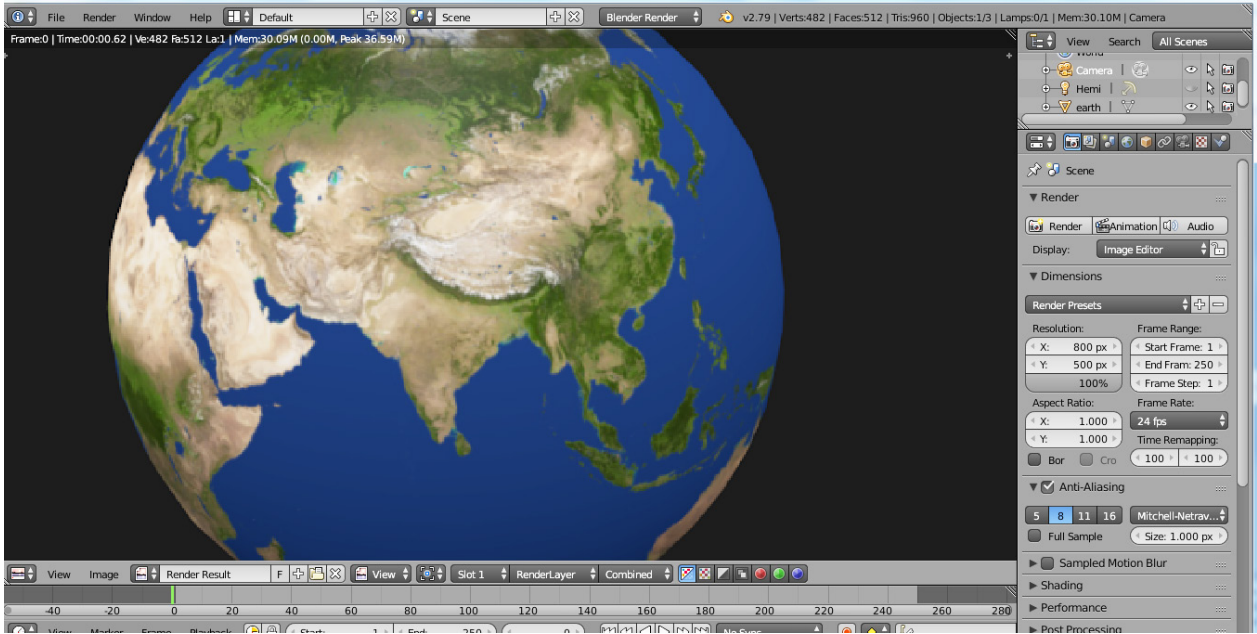 File Render Window Help Default Scene Blender Render v2.79 | Verts:482 | Faces:512 | Tris:960 | Objects:1/3 | Lamps:0/1 | Mem:30.10M | Camera
Frame:0 | Time:00:00.62 | Ve:482 Fa:512 La:1 | Mem:30.09M (0.00M, Peak 36.59M)
View Search All Scenes
World
Camera
Hemi
earth
Scene
Render
Render Animation Audio
Display: Image Editor
Dimensions
Render Presets
Resolution: Frame Range:
X: 800 px Start Frame: 1
Y: 500 px End Fram: 250
100% Frame Step: 1
Aspect Ratio: Frame Rate:
X: 1.000 24 fps
Y: 1.000 Time Remapping:
Bor Cro 100 100
Anti-Aliasing
5 8 11 16 Mitchell-Netrav...
Full Sample Size: 1.000 px
Sampled Motion Blur
Shading
Performance
Post Processing
View Image Render Result F View Slot 1 RenderLayer Combined
-40 -20 0 20 40 60 80 100 120 140 160 180 200 220 240 260 280
View Marker Frame Playback Start: 1 End: 250 0 No Sync